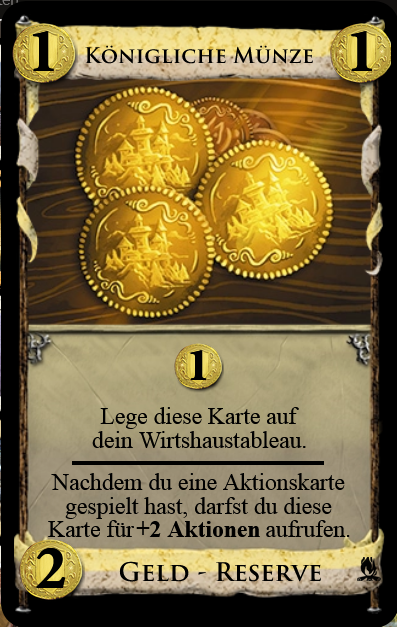 1 Königliche Münze 1
1
Lege diese Karte auf
dein Wirtshaustableau.
Nachdem du eine Aktionskarte
gespielt hast, darfst du diese
Karte für +2 Aktionen aufrufen.
2 Geld - Reserve